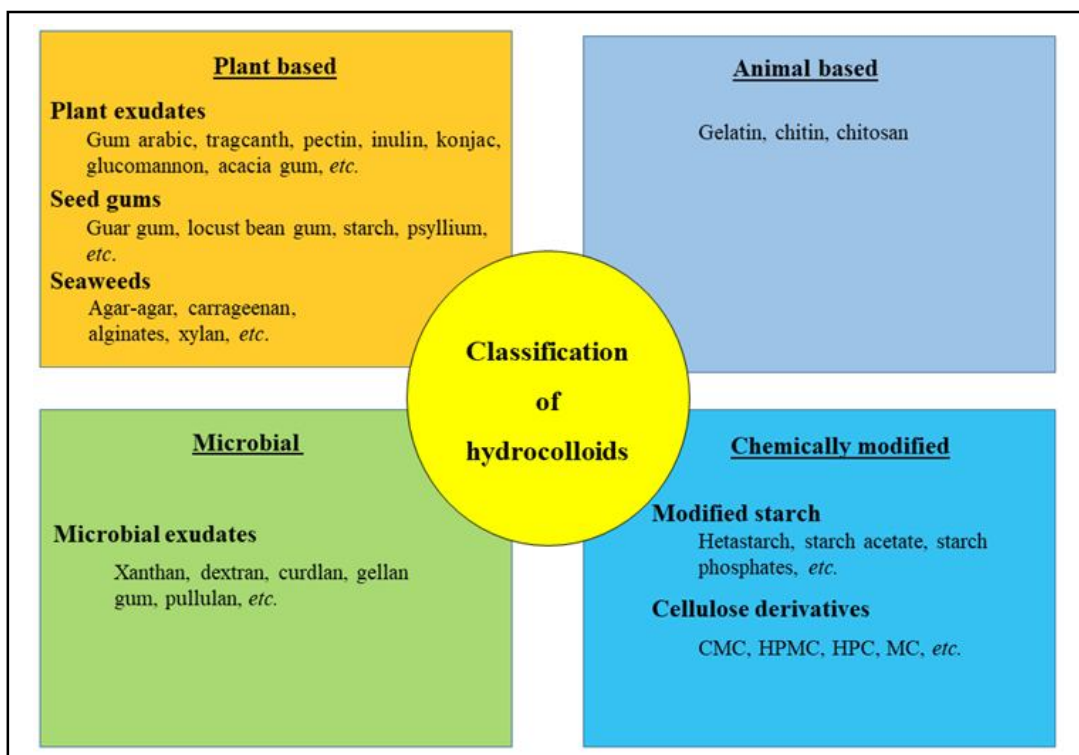 Plant based
Plant exudates
Gum arabic, tragcanth, pectin, inulin, konjac,
glucomannon, acacia gum, etc.
Seed gums
Guar gum, locust bean gum, starch, psyllium,
etc.
Seaweeds
Agar-agar, carrageenan,
alginates, xylan, etc.
Animal based
Gelatin, chitin, chitosan
Classification
of
hydrocolloids
Microbial
Microbial exudates
Xanthan, dextran, curdlan, gellan
gum, pullulan, etc.
Chemically modified
Modified starch
Hetastarch, starch acetate, starch
phosphates, etc.
Cellulose derivatives
CMC, HPMC, HPC, MC, etc.